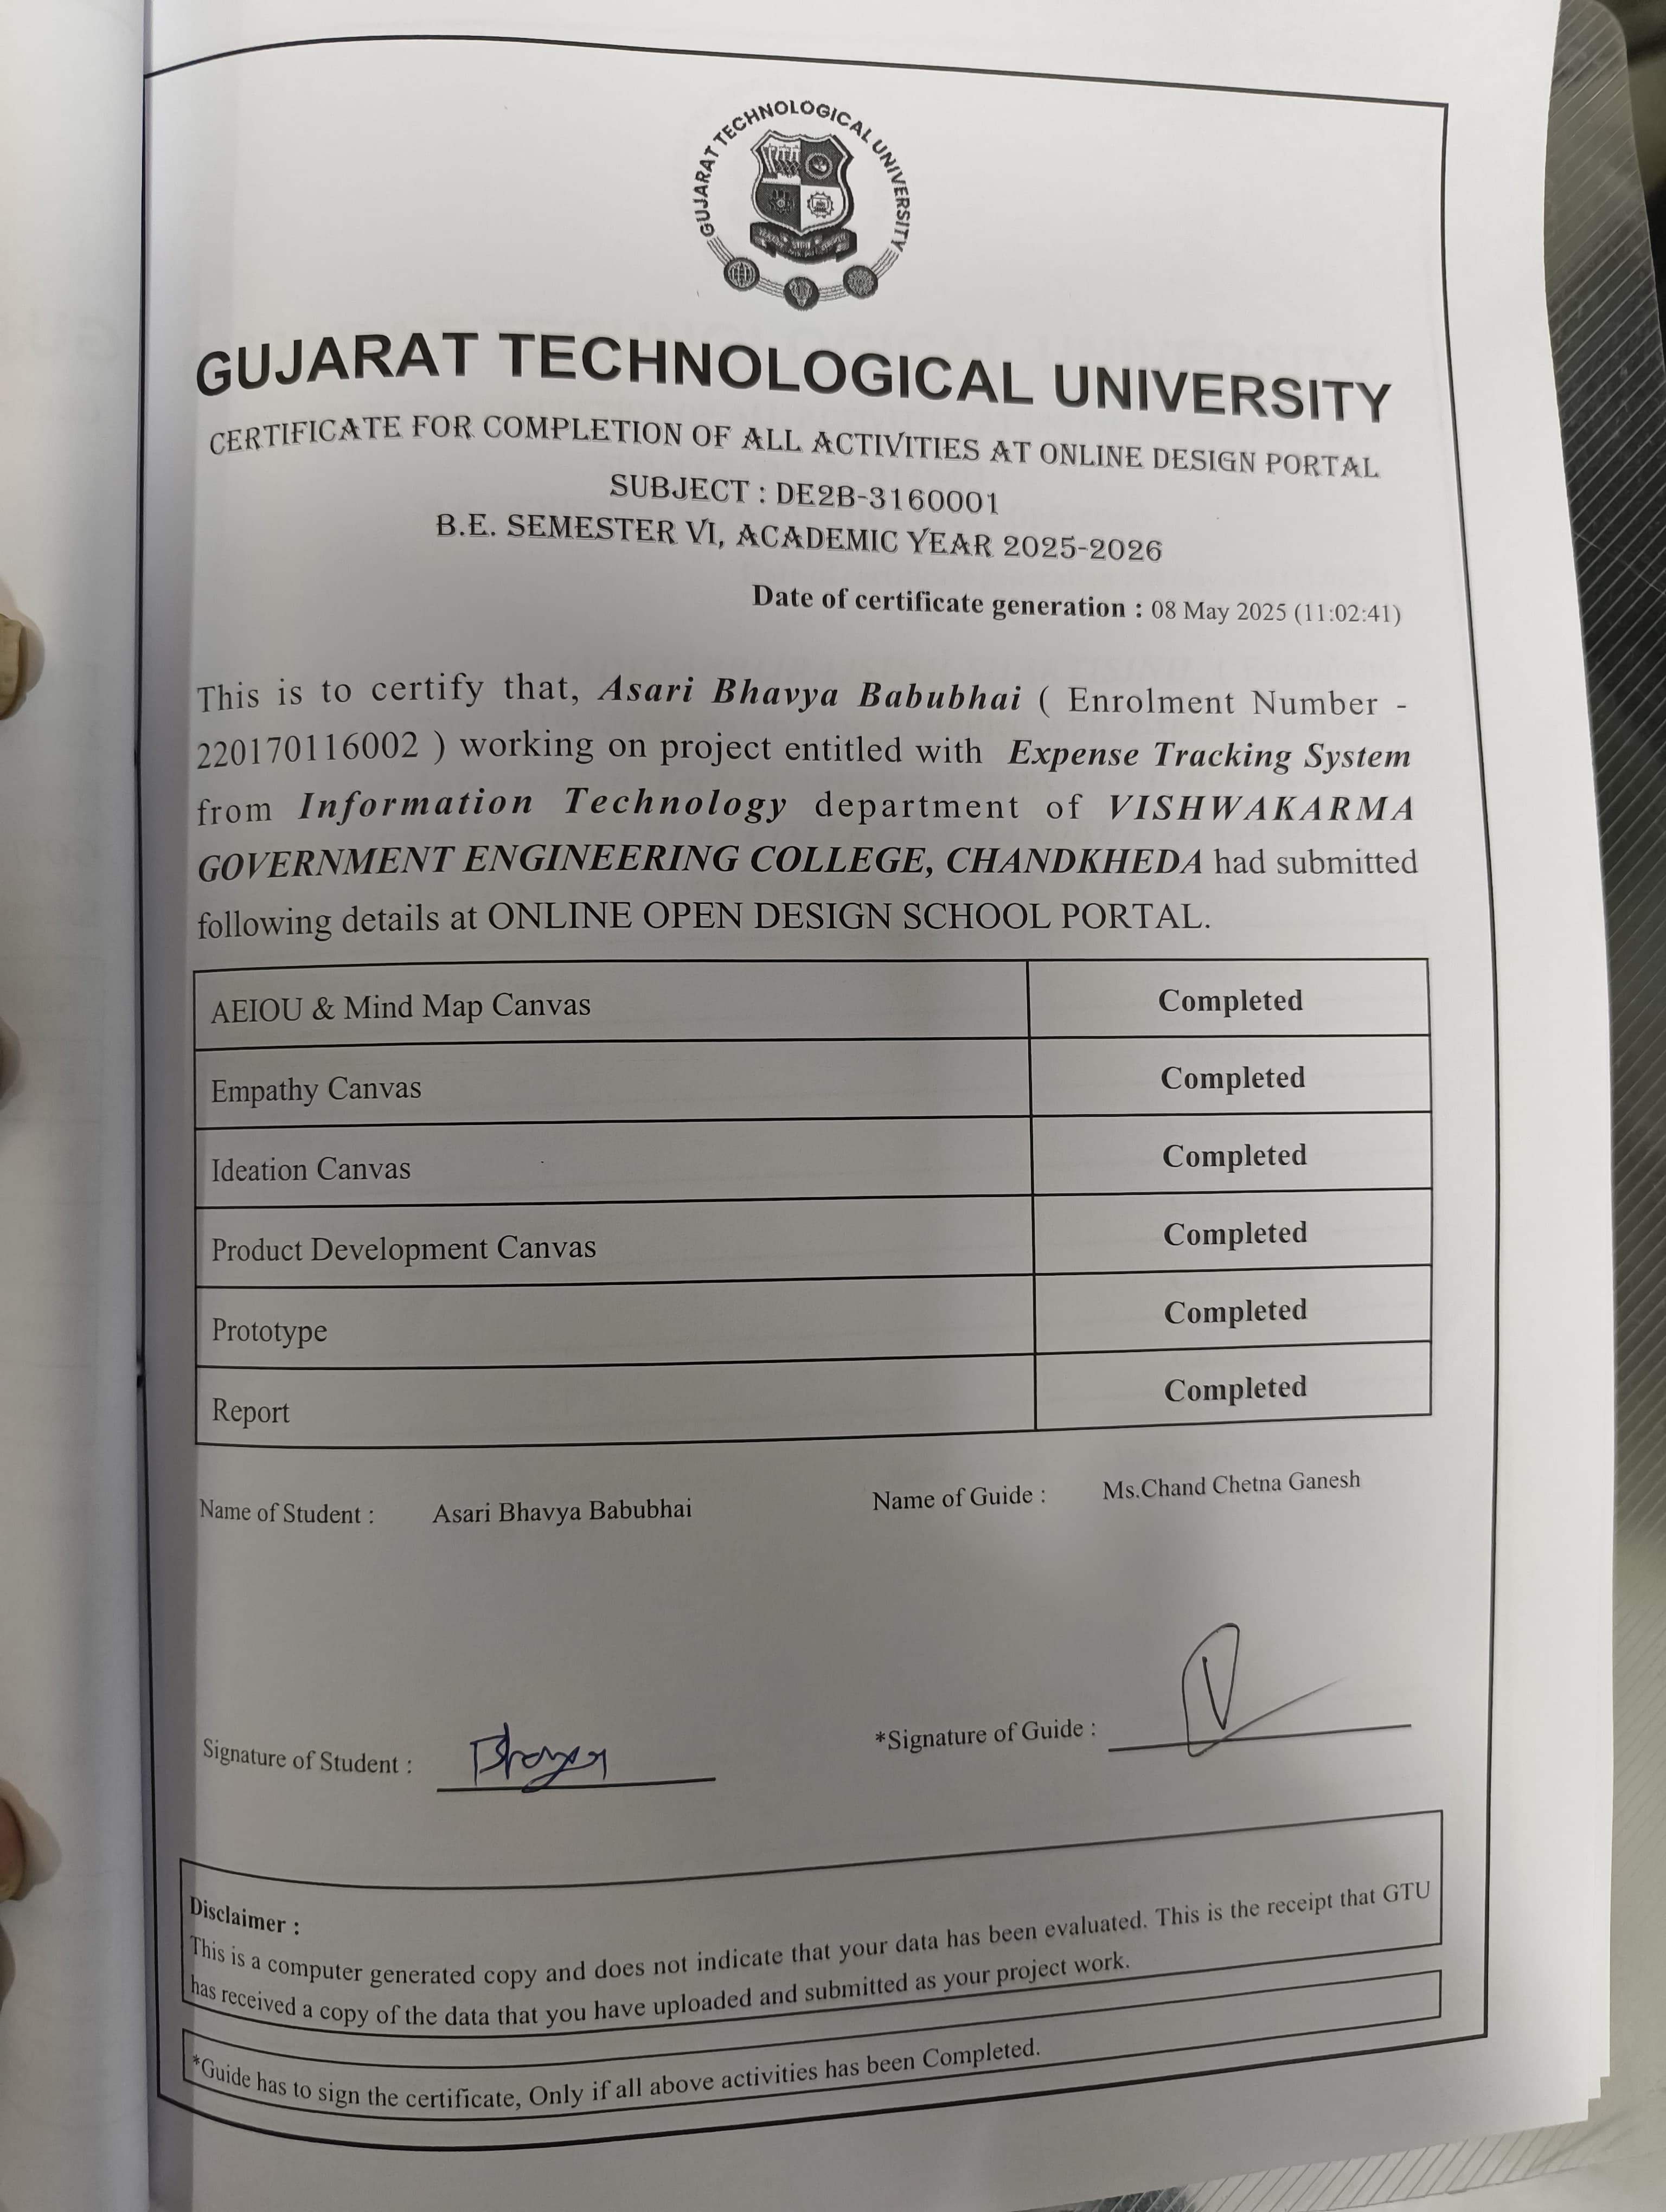 GUJARAT TECHNOLOGICAL UNIVERSITY
GUJARAT TECHNOLOGICAL UNIVERSITY
CERTIFICATE FOR COMPLETION OF ALL ACTIVITIES AT ONLINE DESIGN PORTAL
SUBJECT : DE2B-3160001
B.E. SEMESTER VI, ACADEMIC YEAR 2025-2026
Date of certificate generation : 08 May 2025 (11:02:41)
This is to certify that, Asari Bhavya Babubhai ( Enrolment Number -
220170116002 ) working on project entitled with Expense Tracking System
from Information Technology department of VISHWAKARMA
GOVERNMENT ENGINEERING COLLEGE, CHANDKHEDA had submitted
following details at ONLINE OPEN DESIGN SCHOOL PORTAL.
AEIOU & Mind Map Canvas Completed
Empathy Canvas Completed
Ideation Canvas Completed
Product Development Canvas Completed
Prototype Completed
Report Completed
Name of Student : Asari Bhavya Babubhai Name of Guide : Ms.Chand Chetna Ganesh
Signature of Student : Bhavya *Signature of Guide :
Disclaimer :
This is a computer generated copy and does not indicate that your data has been evaluated. This is the receipt that GTU
has received a copy of the data that you have uploaded and submitted as your project work.
*Guide has to sign the certificate, Only if all above activities has been Completed.